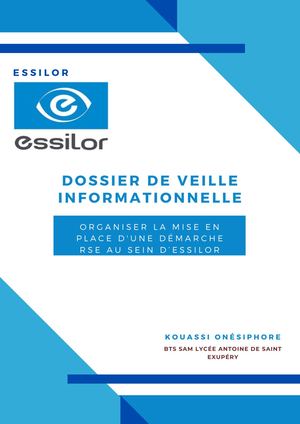 ESSILOR
e
essilor
DOSSIER DE VEILLE
INFORMATIONNELLE
ORGANISER LA MISE EN
PLACE D'UNE DÉMARCHE
RSE AU SEIN D'ESSILOR
KOUASSI ONÉSIPHORE
BTS SAM LYCÉE ANTOINE DE SAINT
EXUPÉRY